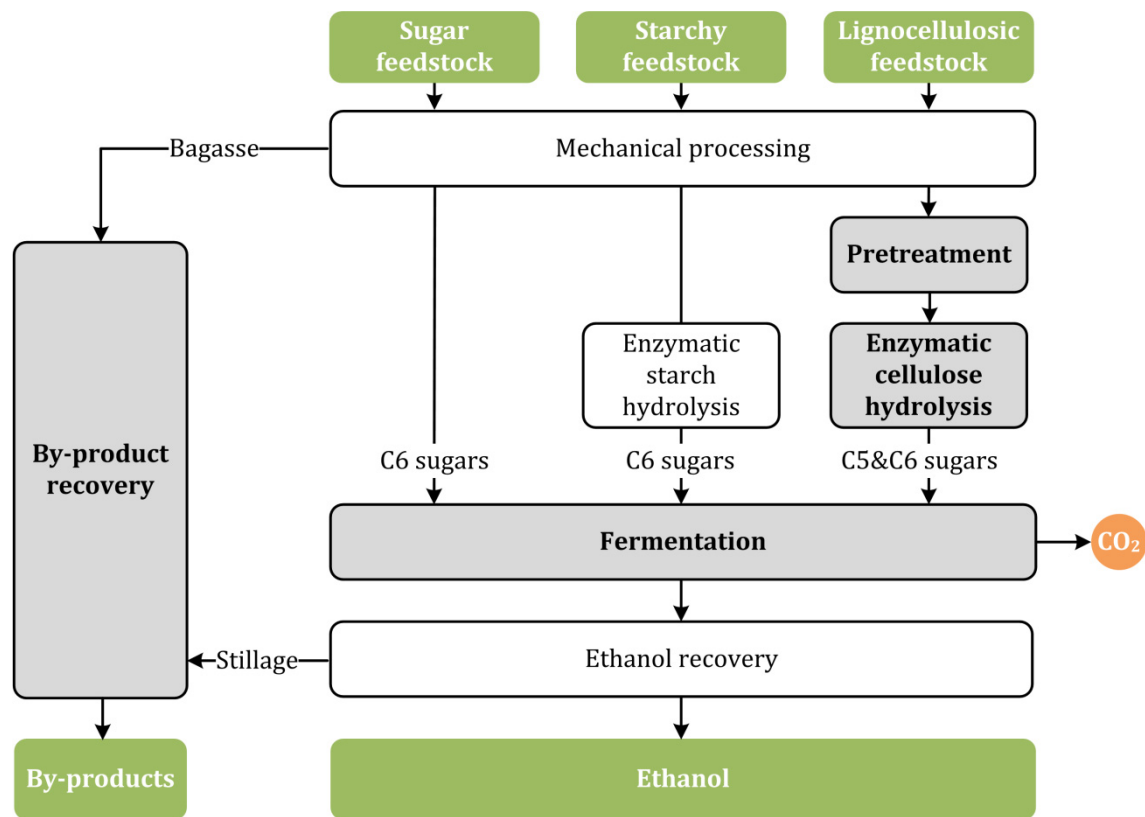 Sugar
feedstock
Starchy
feedstock
Lignocellulosic
feedstock
Bagasse
Mechanical processing
Pretreatment
Enzymatic
starch
hydrolysis
Enzymatic
cellulose
hydrolysis
By-product
recovery
C6 sugars
C6 sugars
C5&C6 sugars
Fermentation
CO₂
Stillage
Ethanol recovery
By-products
Ethanol